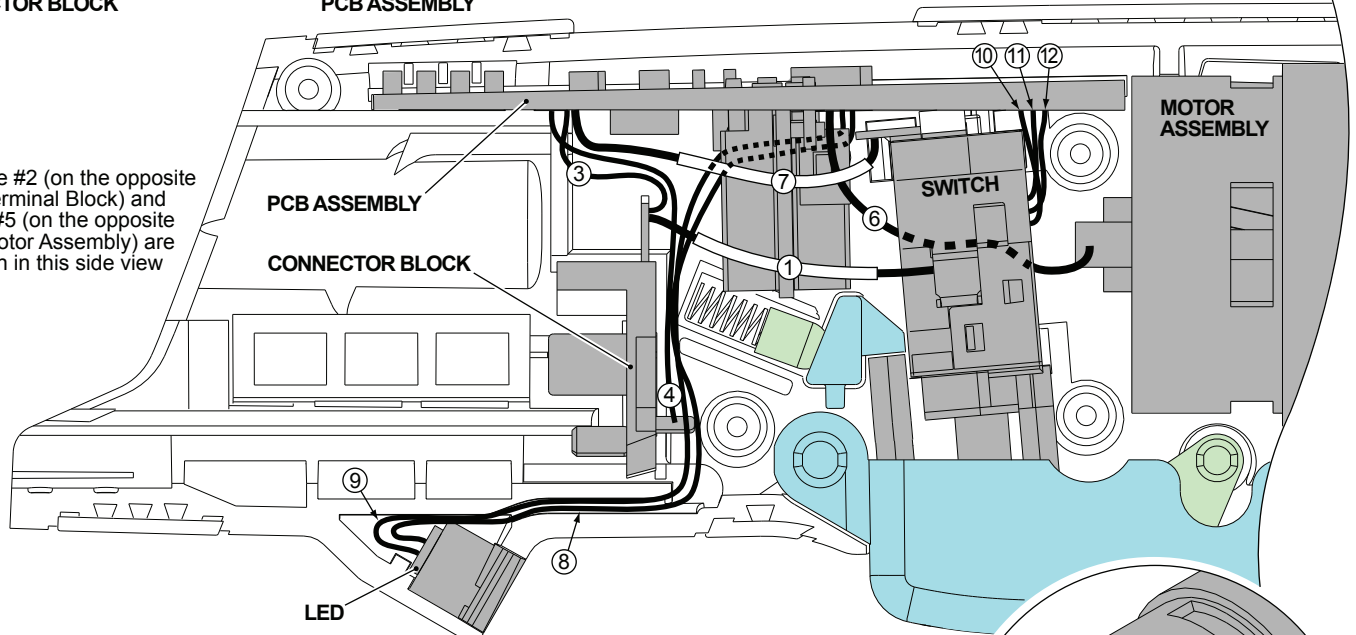 CTOR BLOCK
PCB ASSEMBLY
10 11 12
MOTOR
ASSEMBLY
e #2 (on the opposite
erminal Block) and
#5 (on the opposite
otor Assembly) are
n in this side view
3
7
SWITCH
PCB ASSEMBLY
6
CONNECTOR BLOCK
1
4
9
8
LED